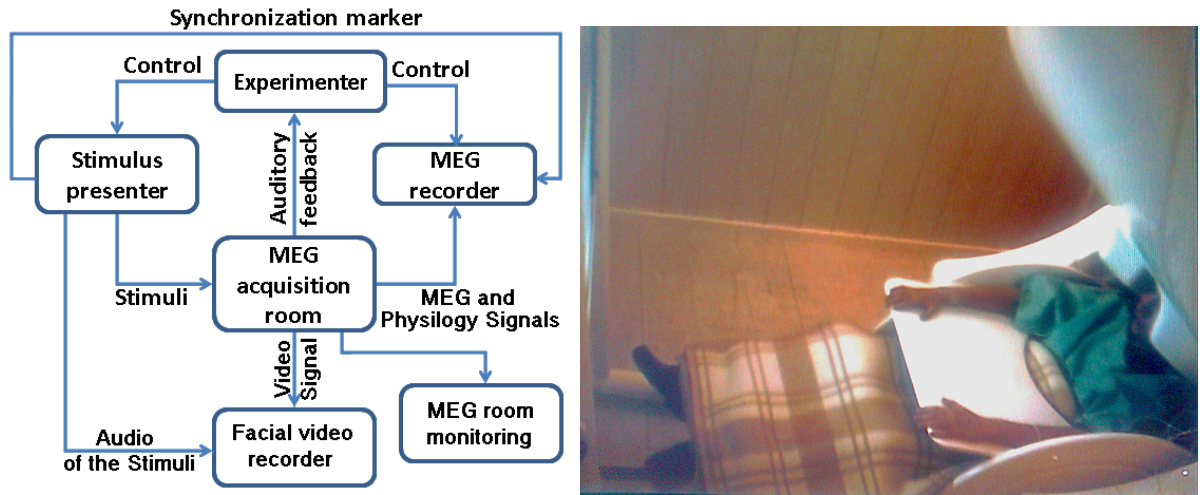 Synchronization marker
Control
Experimenter
Control
Stimulus
presenter
Auditory
feedback
MEG
recorder
MEG
acquisition
room
Stimuli
MEG and
Physilogy Signals
Video
Signal
MEG room
monitoring
Audio
of the Stimuli
Facial video
recorder